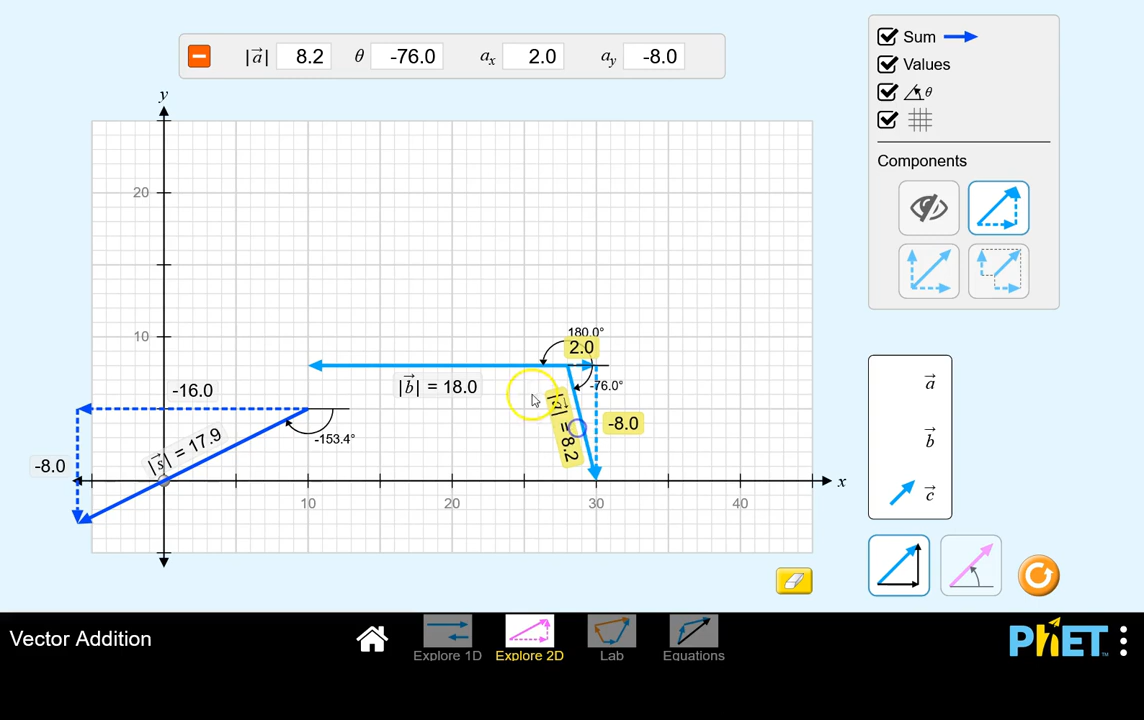 |a⃗| 8.2 θ -76.0 aₓ 2.0 a_y -8.0
Sum
Values
θ
Components
y
20
10
180.0°
2.0
-76.0°
|b⃗| = 18.0
|a⃗| = 8.2
-8.0
-16.0
-153.4°
|s⃗| = 17.9
-8.0
x
10 20 30 40
a⃗
b⃗
c⃗
Vector Addition
Explore 1D
Explore 2D
Lab
Equations
PhET